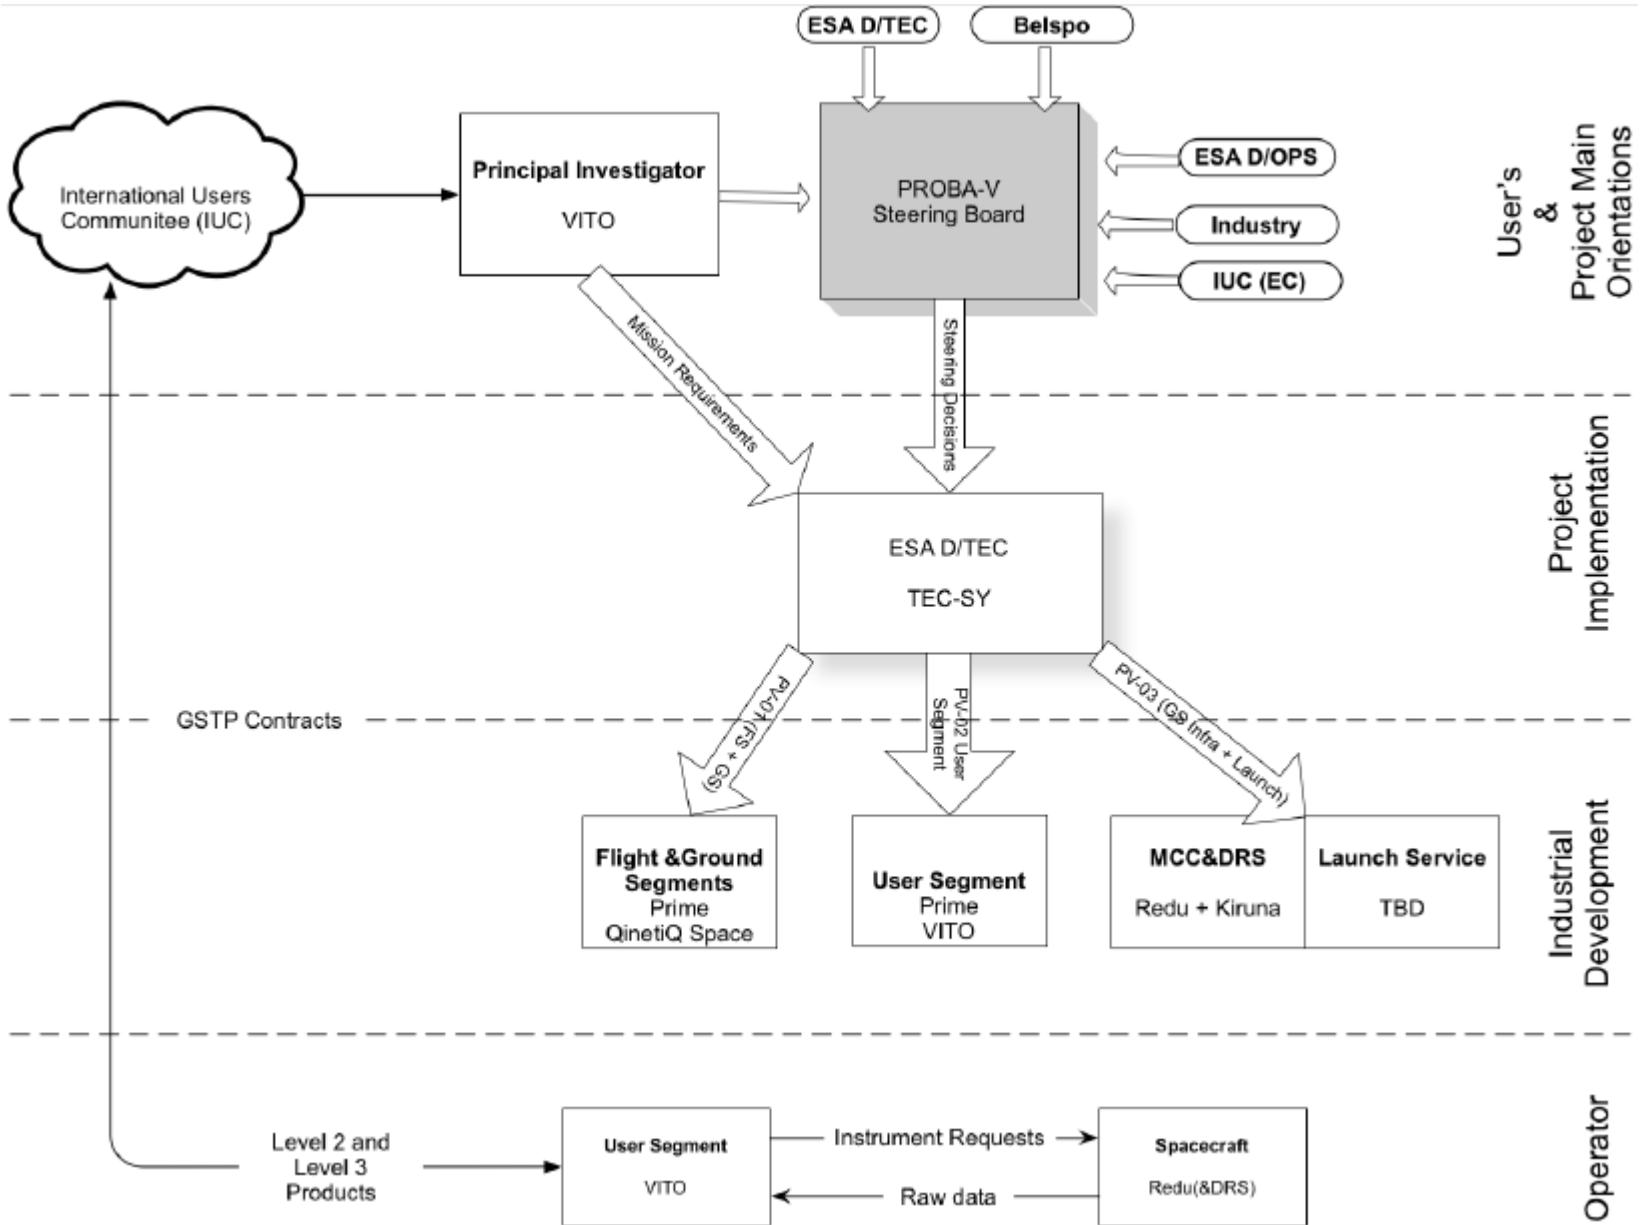 ESA D/TEC
Belspo
International Users
Communitee (IUC)
Principal Investigator
VITO
PROBA-V
Steering Board
ESA D/OPS
Industry
IUC (EC)
User's
&
Project Main
Orientations
Mission Requirements
Steering Decisions
ESA D/TEC
TEC-SY
Project
Implementation
GSTP Contracts
PV-01 (FS + GS)
PV-02 User
Segment
PV-03 (GS Infra + Launch)
Flight &Ground
Segments
Prime
QinetiQ Space
User Segment
Prime
VITO
MCC&DRS
Redu + Kiruna
Launch Service
TBD
Industrial
Development
Level 2 and
Level 3
Products
User Segment
VITO
Instrument Requests
Raw data
Spacecraft
Redu(&DRS)
Operator